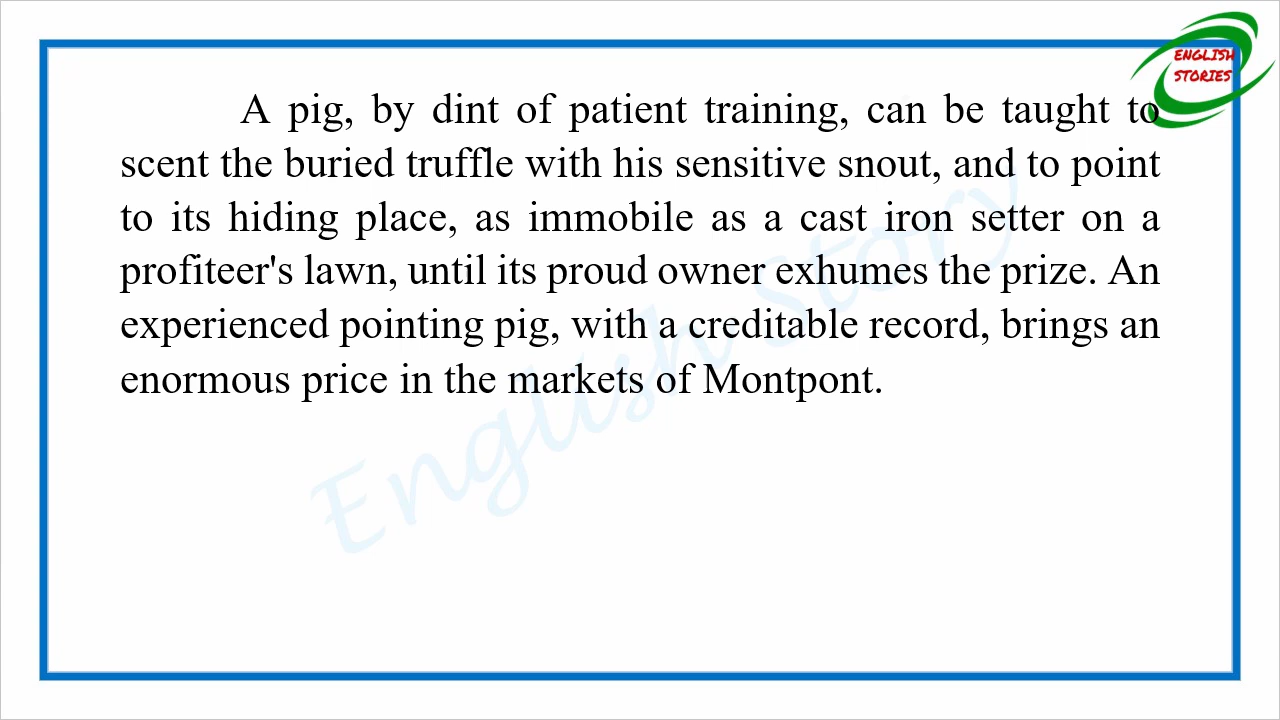 ENGLISH
STORIES
A pig, by dint of patient training, can be taught to
scent the buried truffle with his sensitive snout, and to point
to its hiding place, as immobile as a cast iron setter on a
profiteer's lawn, until its proud owner exhumes the prize. An
experienced pointing pig, with a creditable record, brings an
enormous price in the markets of Montpont.
English Story